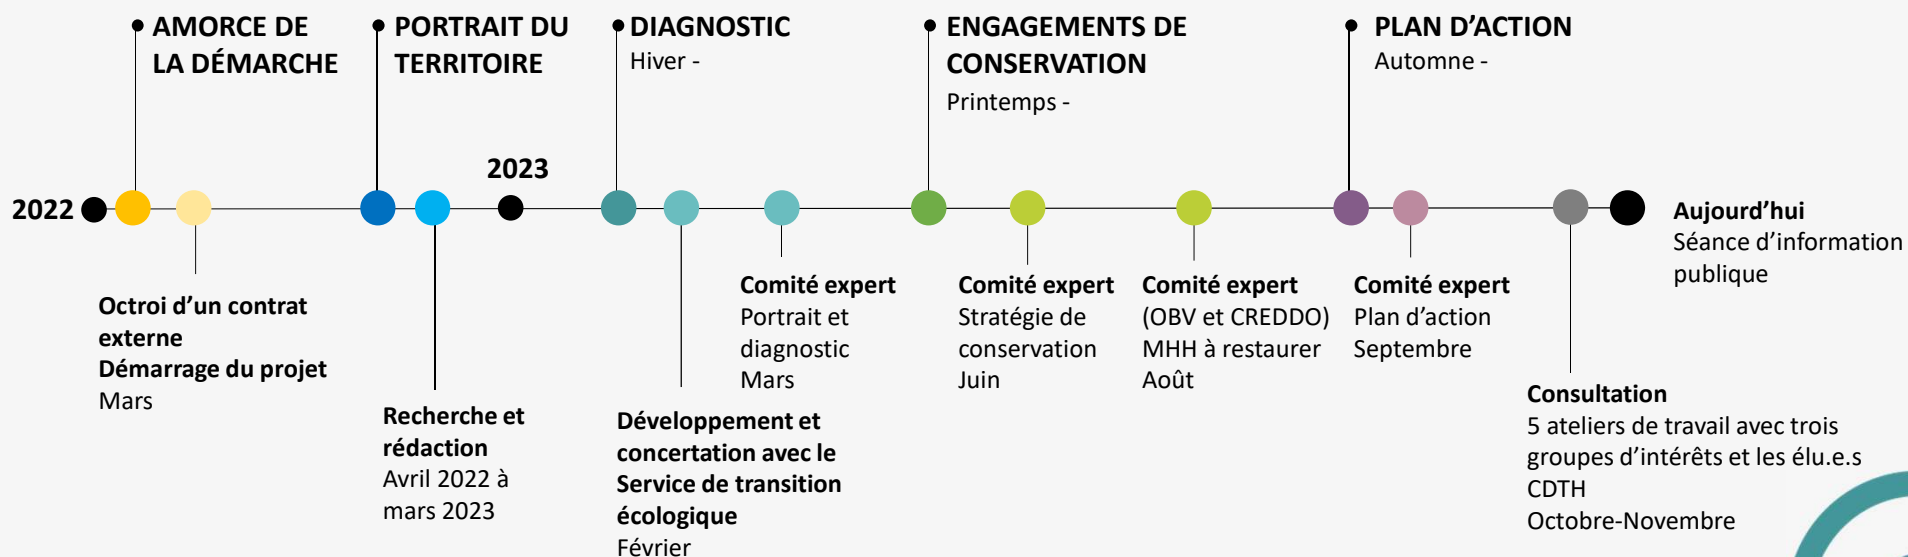 AMORCE DE
LA DÉMARCHE
PORTRAIT DU
TERRITOIRE
DIAGNOSTIC
Hiver -
ENGAGEMENTS DE
CONSERVATION
Printemps -
PLAN D'ACTION
Automne -
2022
2023
Aujourd'hui
Séance d'information
publique
Octroi d'un contrat
externe
Démarrage du projet
Mars
Recherche et
rédaction
Avril 2022 à
mars 2023
Développement et
concertation avec le
Service de transition
écologique
Février
Comité expert
Portrait et
diagnostic
Mars
Comité expert
Stratégie de
conservation
Juin
Comité expert
(OBV et CREDDO)
MHH à restaurer
Août
Comité expert
Plan d'action
Septembre
Consultation
5 ateliers de travail avec trois
groupes d'intérêts et les élu.e.s
CDTH
Octobre-Novembre